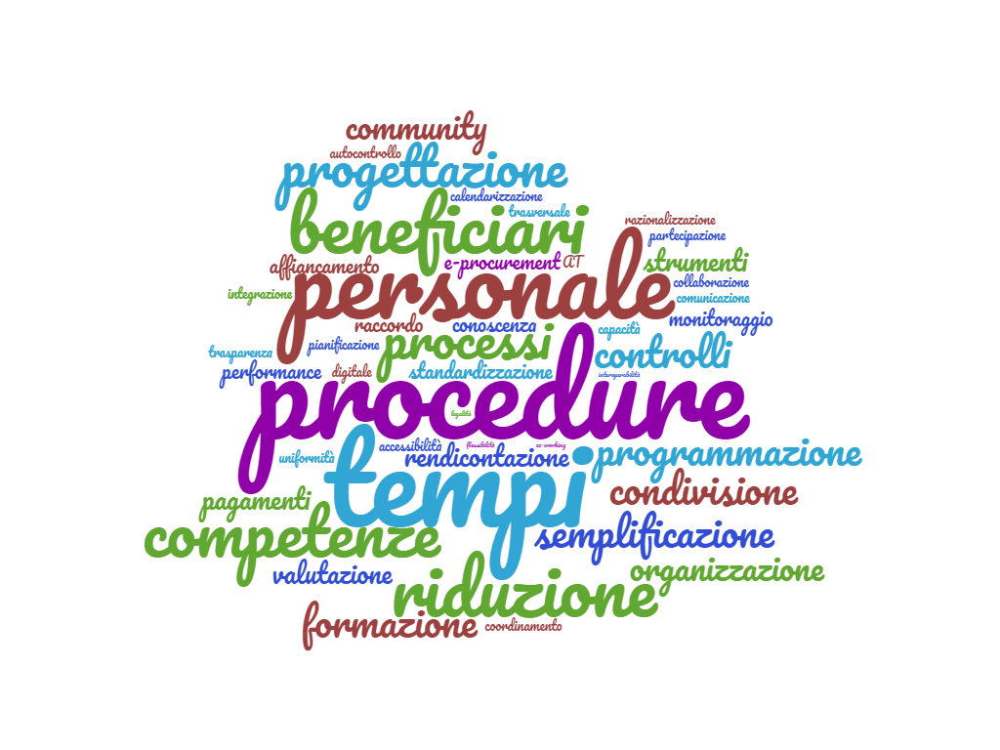 community
autocontrollo
progettazione
calendarizzazione
trasversale
beneficiari
razionalizzazione
partecipazione
affiancamento
e-procurement
AT
strumenti
collaborazione
integrazione
personale
comunicazione
raccordo
conoscenza
capacità
monitoraggio
trasparenza
pianificazione
processi
controlli
performance
digitale
standardizzazione
interoperabilità
procedure
legalità
accessibilità
flessibilità
co-working
uniformità
rendicontazione
programmazione
tempi
condivisione
pagamenti
competenze
semplificazione
valutazione
organizzazione
riduzione
formazione
coordinamento